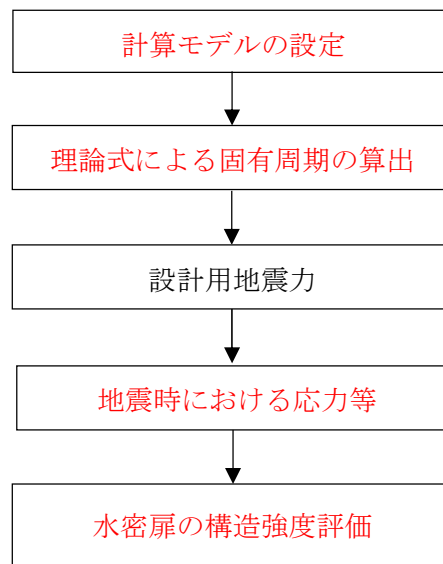 計算モデルの設定
理論式による固有周期の算出
設計用地震力
地震時における応力等
水密扉の構造強度評価